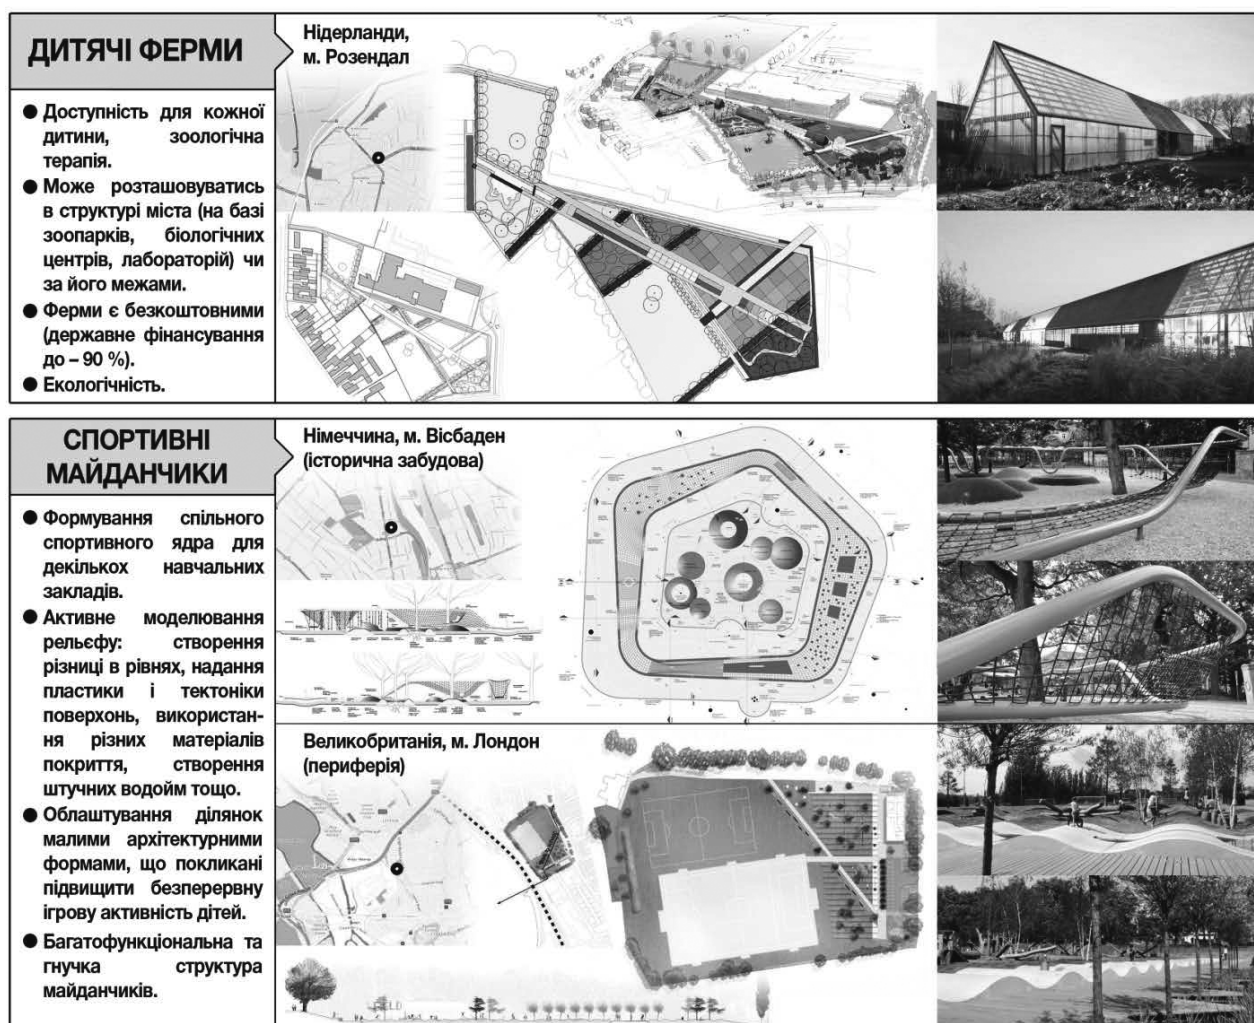 ДИТЯЧІ ФЕРМИ
● Доступність для кожної
дитини, зоологічна
терапія.
● Може розташовуватись
в структурі міста (на базі
зоопарків, біологічних
центрів, лабораторій) чи
за його межами.
● Ферми є безкоштовними
(державне фінансування
до – 90 %).
● Екологічність.
Нідерланди,
м. Розендал
СПОРТИВНІ
МАЙДАНЧИКИ
● Формування спільного
спортивного ядра для
декількох навчальних
закладів.
● Активне моделювання
рельєфу: створення
різниці в рівнях, надання
пластики і тектоніки
поверхонь, використан-
ня різних матеріалів
покриття, створення
штучних водойм тощо.
● Облаштування ділянок
малими архітектурними
формами, що покликані
підвищити безперервну
ігрову активність дітей.
● Багатофункціональна та
гнучка структура
майданчиків.
Німеччина, м. Вісбаден
(історична забудова)
Великобританія, м. Лондон
(периферія)